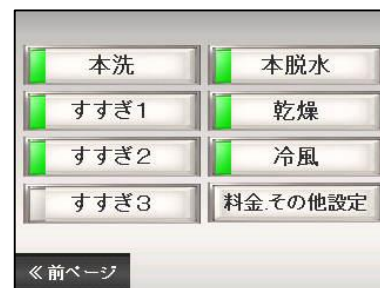 本洗
本脱水
すすぎ1
乾燥
すすぎ2
冷風
すすぎ3
料金.その他設定
≪前ページ